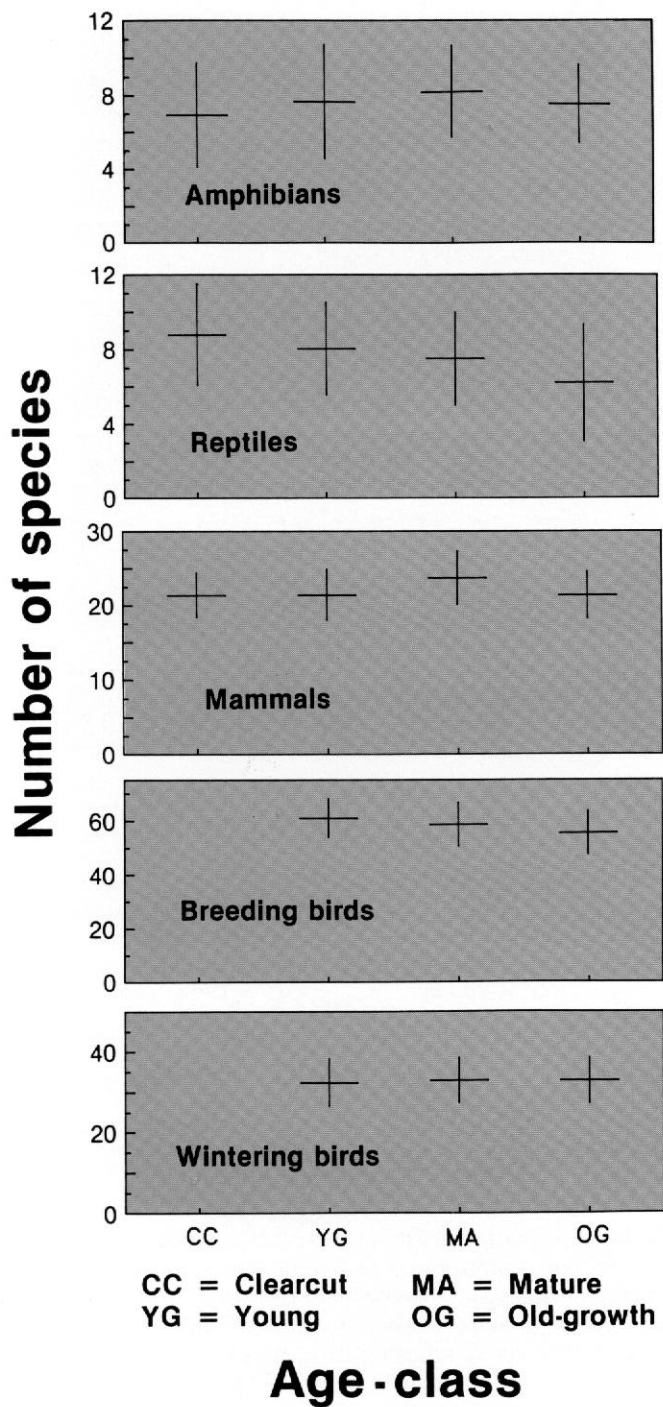 Number of species
12
8
4
0
Amphibians
12
8
4
0
Reptiles
30
20
10
0
Mammals
60
40
20
0
Breeding birds
40
20
0
Wintering birds
CC YG MA OG
CC = Clearcut MA = Mature
YG = Young OG = Old-growth
Age-class